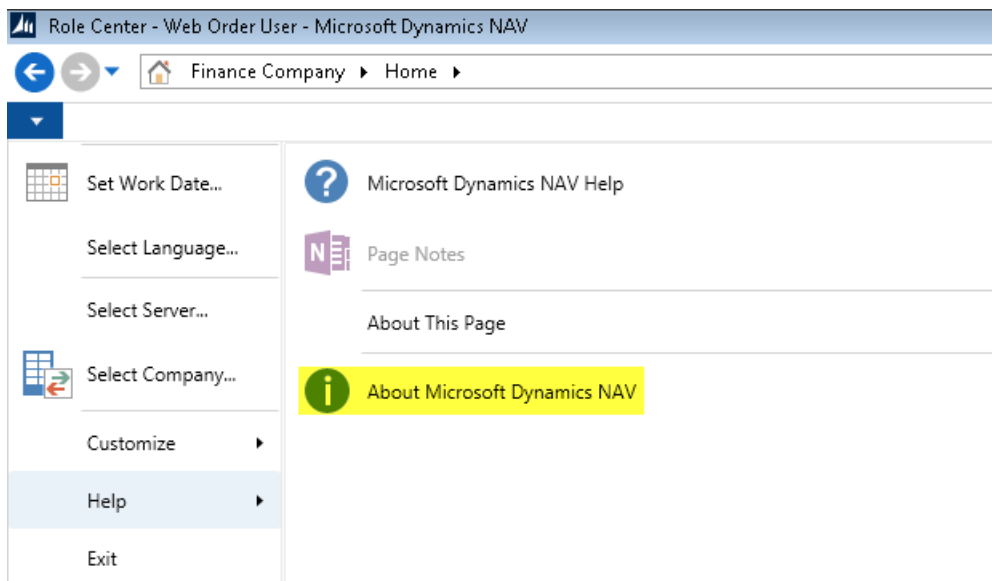 Role Center - Web Order User - Microsoft Dynamics NAV
Finance Company Home
Set Work Date...
Select Language...
Select Server...
Select Company...
Customize
Help
Exit
Microsoft Dynamics NAV Help
Page Notes
About This Page
About Microsoft Dynamics NAV